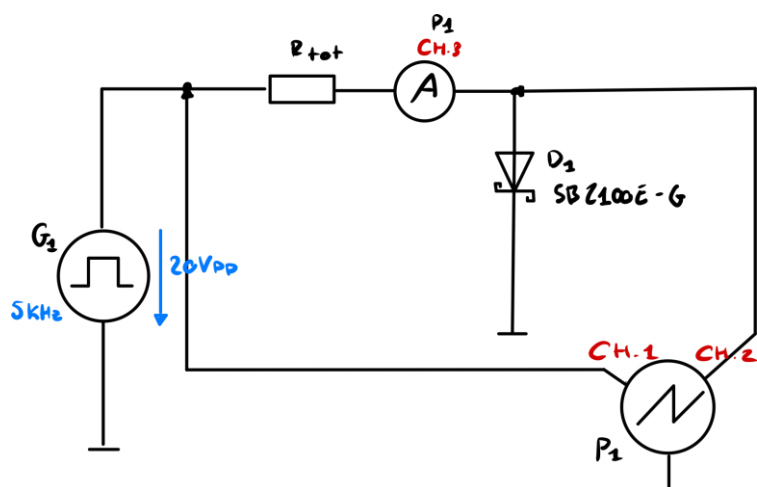 P1
CH.3
Rtot
A
D1
SB2100E-G
G1
20Vpp
5KHz
CH.1
CH.2
P1